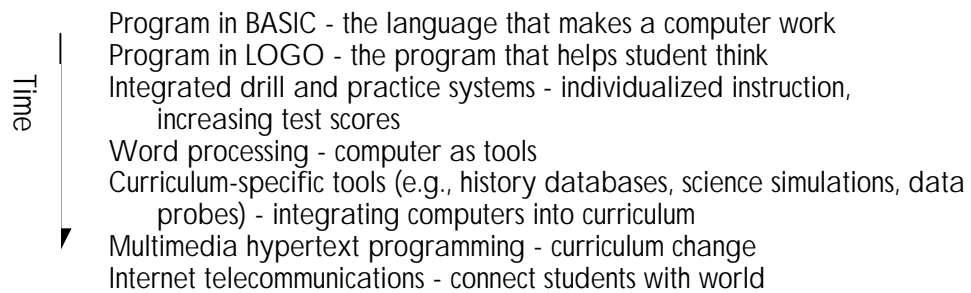 Time
Program in BASIC - the language that makes a computer work
Program in LOGO - the program that helps student think
Integrated drill and practice systems - individualized instruction,
increasing test scores
Word processing - computer as tools
Curriculum-specific tools (e.g., history databases, science simulations, data
probes) - integrating computers into curriculum
Multimedia hypertext programming - curriculum change
Internet telecommunications - connect students with world